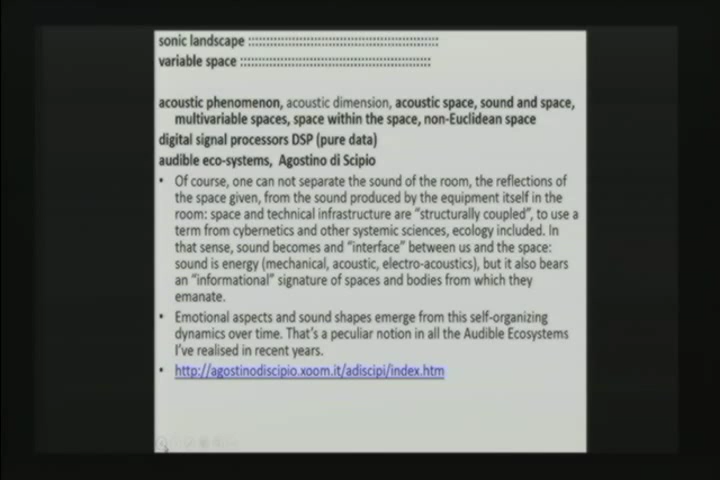 sonic landscape ::::::::::::::::::::::::::::::::::::::::::::::::::::
variable space ::::::::::::::::::::::::::::::::::::::::::::::::::::
acoustic phenomenon, acoustic dimension, acoustic space, sound and space,
multivariable spaces, space within the space, non-Euclidean space
digital signal processors DSP (pure data)
audible eco-systems, Agostino di Scipio
• Of course, one can not separate the sound of the room, the reflections of
the space given, from the sound produced by the equipment itself in the
room: space and technical infrastructure are “structurally coupled”, to use a
term from cybernetics and other systemic sciences, ecology included. In
that sense, sound becomes and “interface” between us and the space:
sound is energy (mechanical, acoustic, electro-acoustics), but it also bears
an “informational” signature of spaces and bodies from which they
emanate.
• Emotional aspects and sound shapes emerge from this self-organizing
dynamics over time. That’s a peculiar notion in all the Audible Ecosystems
I’ve realised in recent years.
• http://agostinodiscipio.xoom.it/adiscipi/index.htm